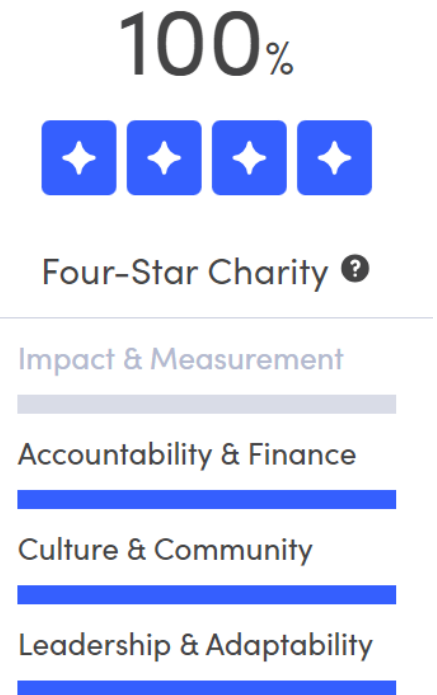 100%
Four-Star Charity ?
Impact & Measurement
Accountability & Finance
Culture & Community
Leadership & Adaptability